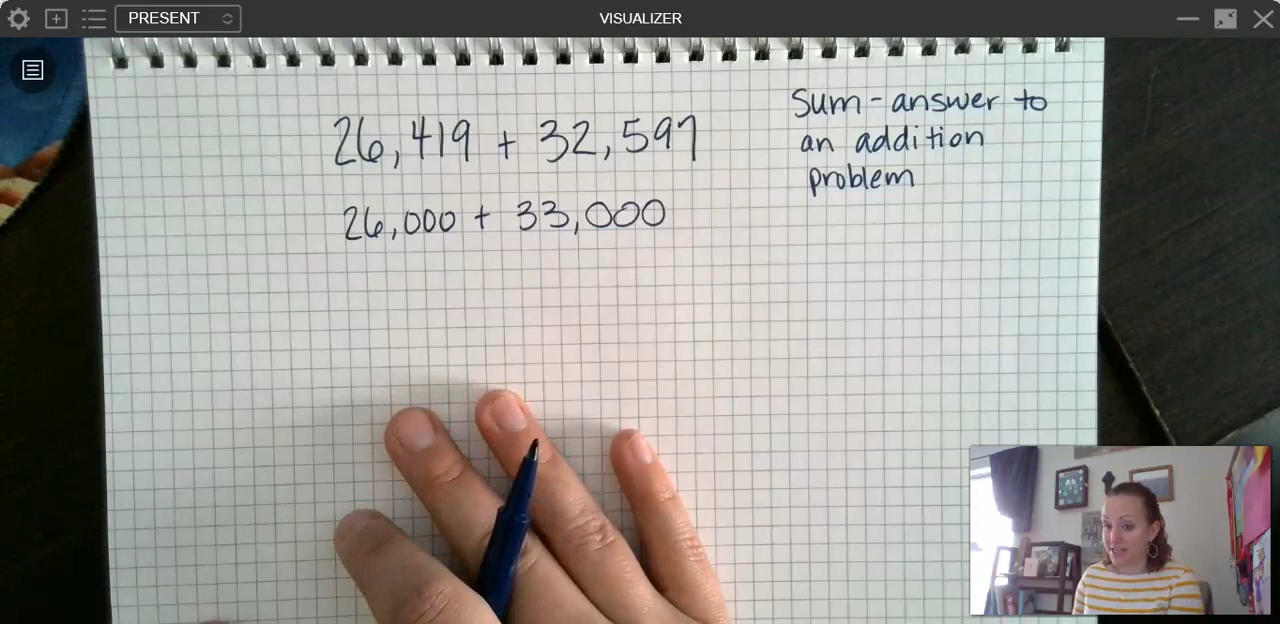 PRESENT
VISUALIZER
26,419 + 32,597
26,000 + 33,000
Sum - answer to
an addition
problem